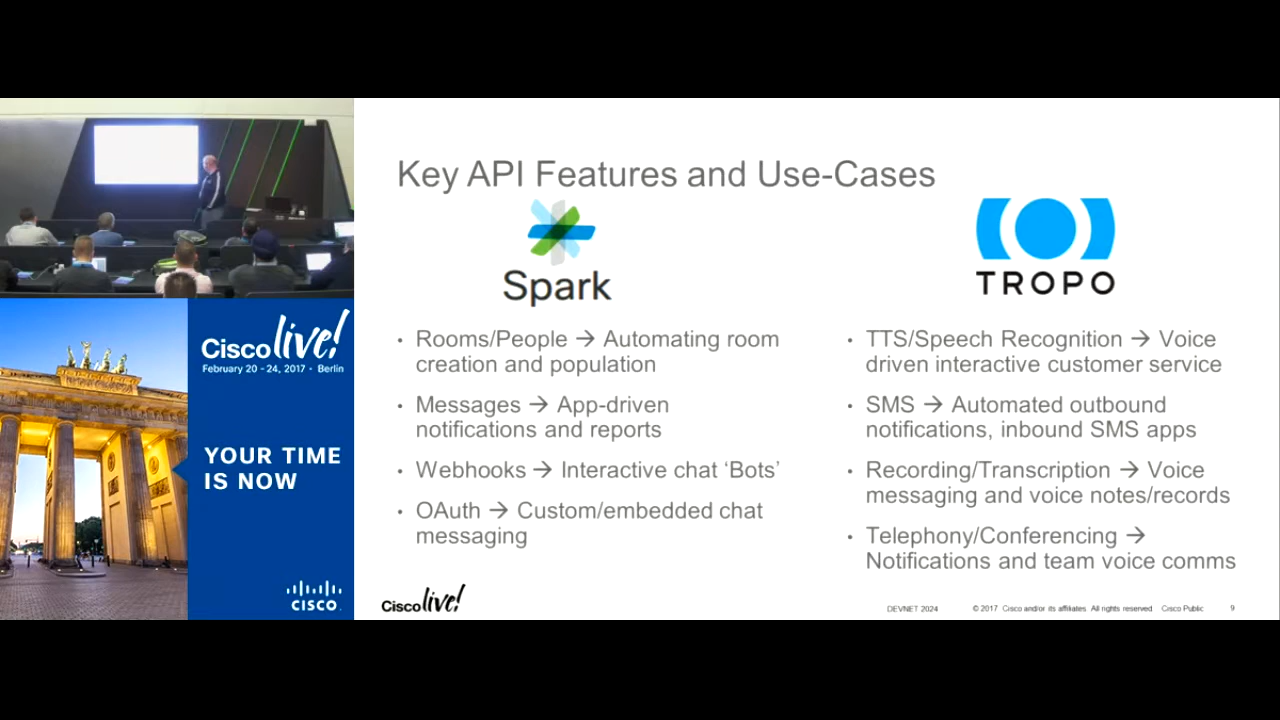 Cisco live!
February 20 - 24, 2017 • Berlin
YOUR TIME
IS NOW
CISCO
Key API Features and Use-Cases
Spark
• Rooms/People → Automating room
creation and population
• Messages → App-driven
notifications and reports
• Webhooks → Interactive chat ‘Bots’
• OAuth → Custom/embedded chat
messaging
TROPO
• TTS/Speech Recognition → Voice
driven interactive customer service
• SMS → Automated outbound
notifications, inbound SMS apps
• Recording/Transcription → Voice
messaging and voice notes/records
• Telephony/Conferencing →
Notifications and team voice comms
Cisco live!
DEVNET 2024 © 2017 Cisco and/or its affiliates. All rights reserved. Cisco Public 9